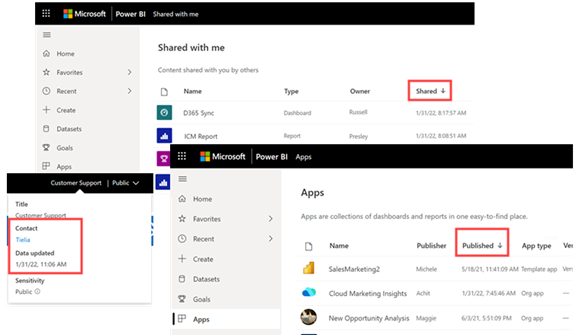 Microsoft Power BI Shared with me
Home
Favorites
Recent
Create
Datasets
Goals
Apps
Shared with me
Content shared with you by others
Name Type Owner Shared ↓
D365 Sync Dashboard Russell 1/31/22, 8:17:57 AM
ICM Report Report Presley 1/31/22, 8:08:51 AM
Customer Support | Public
Title
Customer Support
Contact
Tielia
Data updated
1/31/22, 11:06 AM
Sensitivity
Public
Microsoft Power BI Apps
Home
Favorites
Recent
Create
Datasets
Goals
Apps
Apps
Apps are collections of dashboards and reports in one easy-to-find place.
Name Publisher Published ↓ App type Ve
SalesMarketing2 Michele 5/18/21, 11:41:09 AM Template app
Cloud Marketing Insights Achit 1/31/22, 7:45:46 AM Org app
New Opportunity Analysis Maggie 6/3/21, 5:51:09 PM Org app